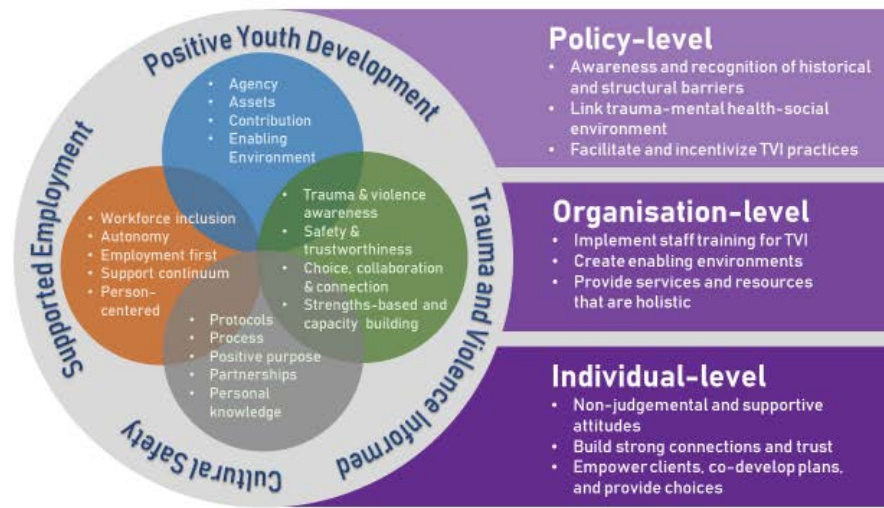 Positive Youth Development
• Agency
• Assets
• Contribution
• Enabling
Environment
Supported Employment
• Workforce inclusion
• Autonomy
• Employment first
• Support continuum
• Person-
centered
Trauma and Violence Informed
• Trauma & violence
awareness
• Safety &
trustworthiness
• Choice, collaboration
& connection
• Strengths-based and
capacity building
Cultural Safety
• Protocols
• Process
• Positive purpose
• Partnerships
• Personal
knowledge
Policy-level
• Awareness and recognition of historical
and structural barriers
• Link trauma-mental health-social
environment
• Facilitate and incentivize TVI practices
Organisation-level
• Implement staff training for TVI
• Create enabling environments
• Provide services and resources
that are holistic
Individual-level
• Non-judgemental and supportive
attitudes
• Build strong connections and trust
• Empower clients, co-develop plans,
and provide choices